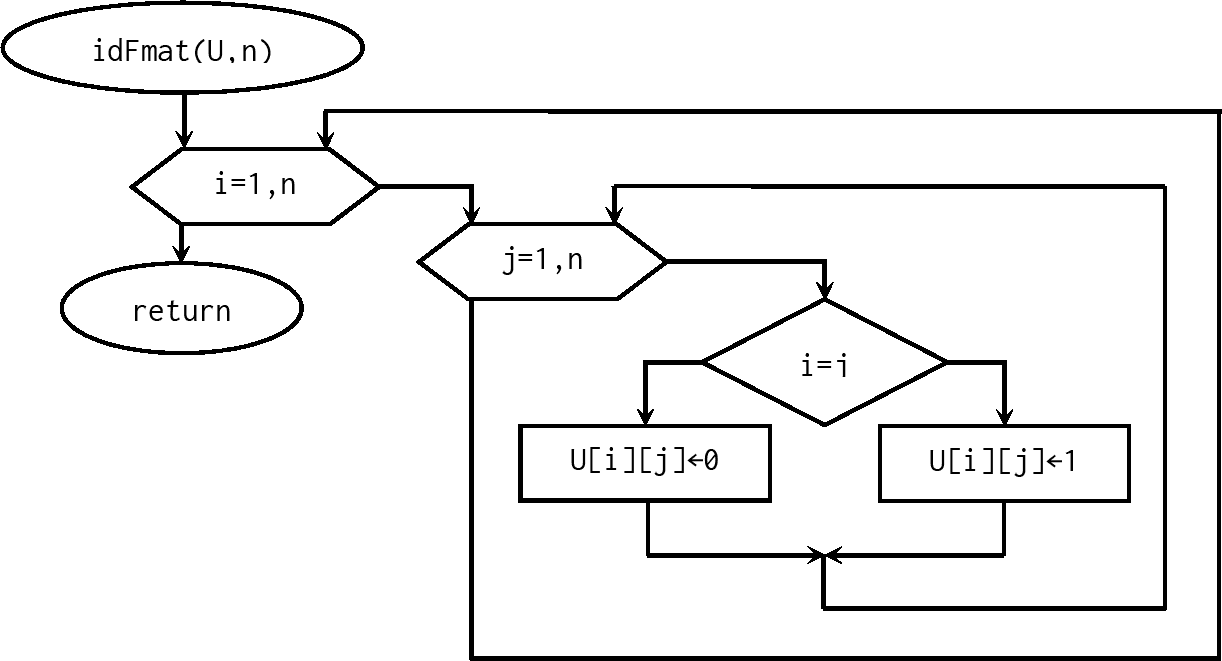 idFmat(U,n)
i=1,n
j=1,n
return
i=j
U[i][j]←0
U[i][j]←1